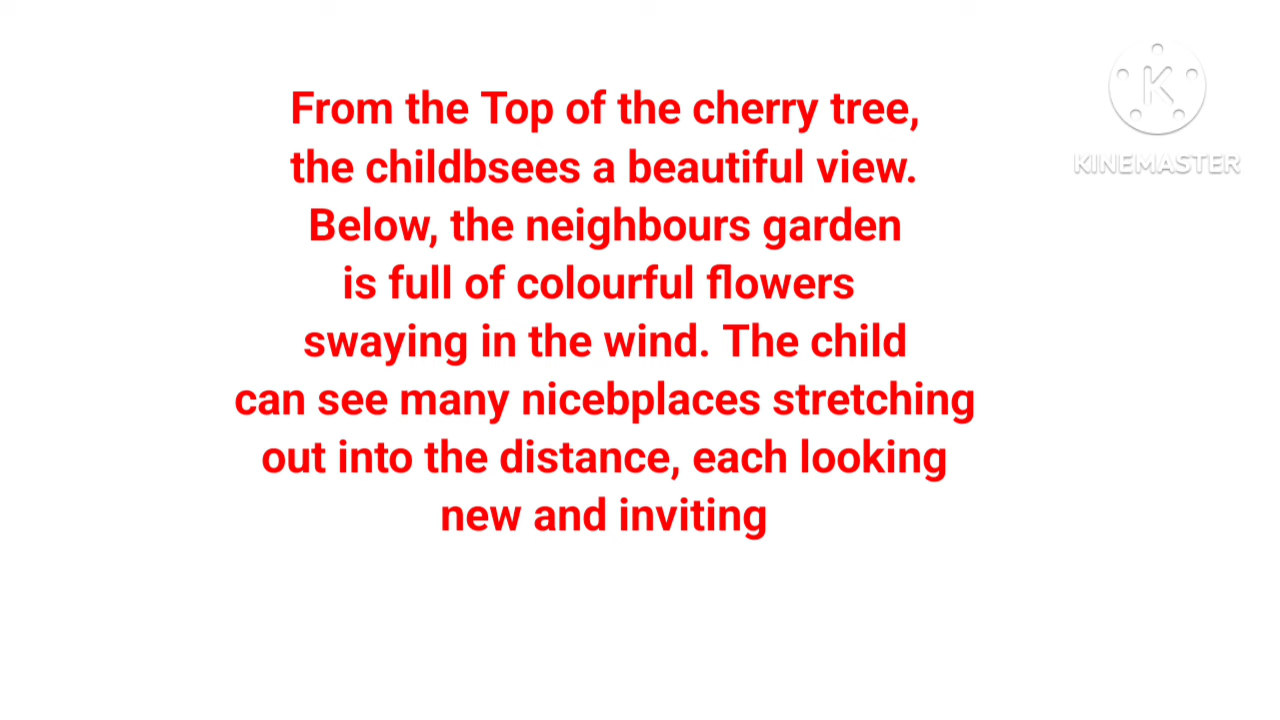 From the Top of the cherry tree,
the childbsees a beautiful view.
Below, the neighbours garden
is full of colourful flowers
swaying in the wind. The child
can see many nicebplaces stretching
out into the distance, each looking
new and inviting
K
KINEMASTER